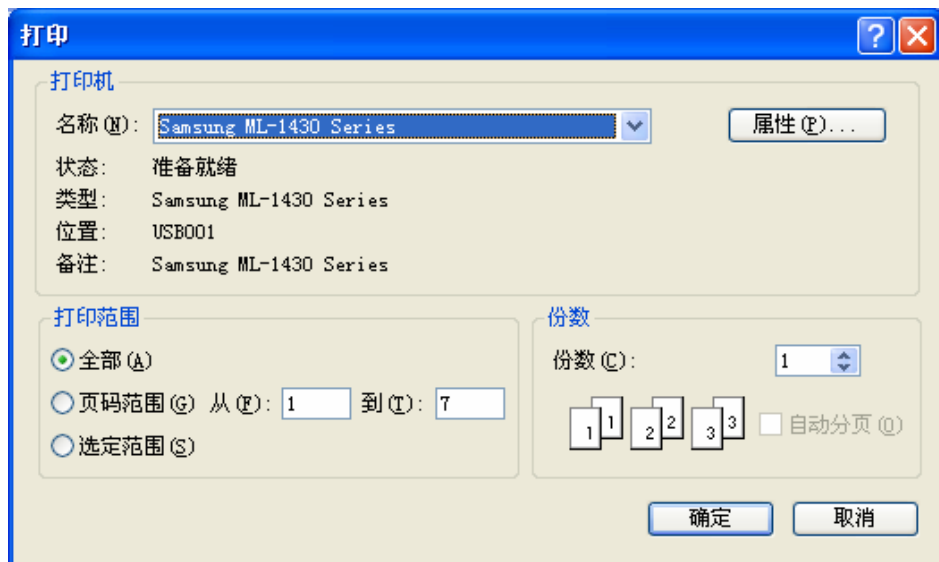 打印
打印机
名称(N): Samsung ML-1430 Series 属性(P)...
状态: 准备就绪
类型: Samsung ML-1430 Series
位置: USB001
备注: Samsung ML-1430 Series
打印范围
全部(A)
页码范围(G) 从(F): 1 到(T): 7
选定范围(S)
份数
份数(C): 1
1 1 2 2 3 3 自动分页(O)
确定 取消